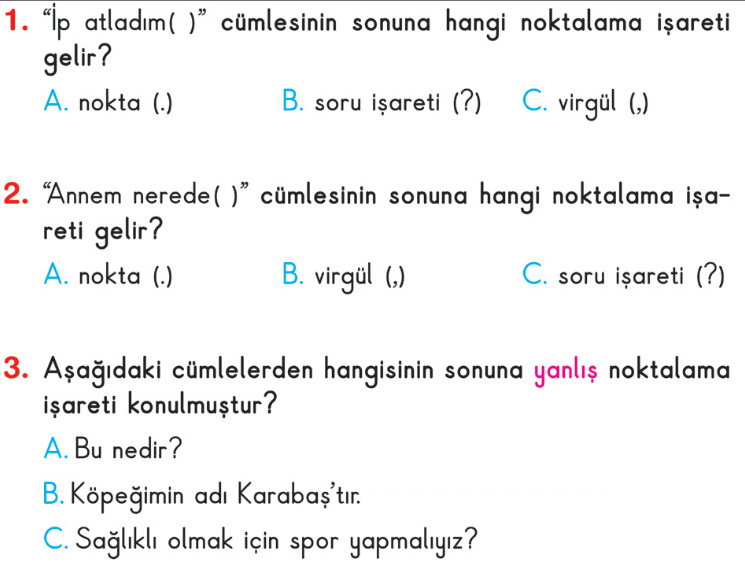 1. “İp atladım( )” cümlesinin sonuna hangi noktalama işareti
gelir?
A. nokta (.) B. soru işareti (?) C. virgül (,)
2. “Annem nerede( )” cümlesinin sonuna hangi noktalama işa-
reti gelir?
A. nokta (.) B. virgül (,) C. soru işareti (?)
3. Aşağıdaki cümlelerden hangisinin sonuna yanlış noktalama
işareti konulmuştur?
A. Bu nedir?
B. Köpeğimin adı Karabaş’tır.
C. Sağlıklı olmak için spor yapmalıyız?